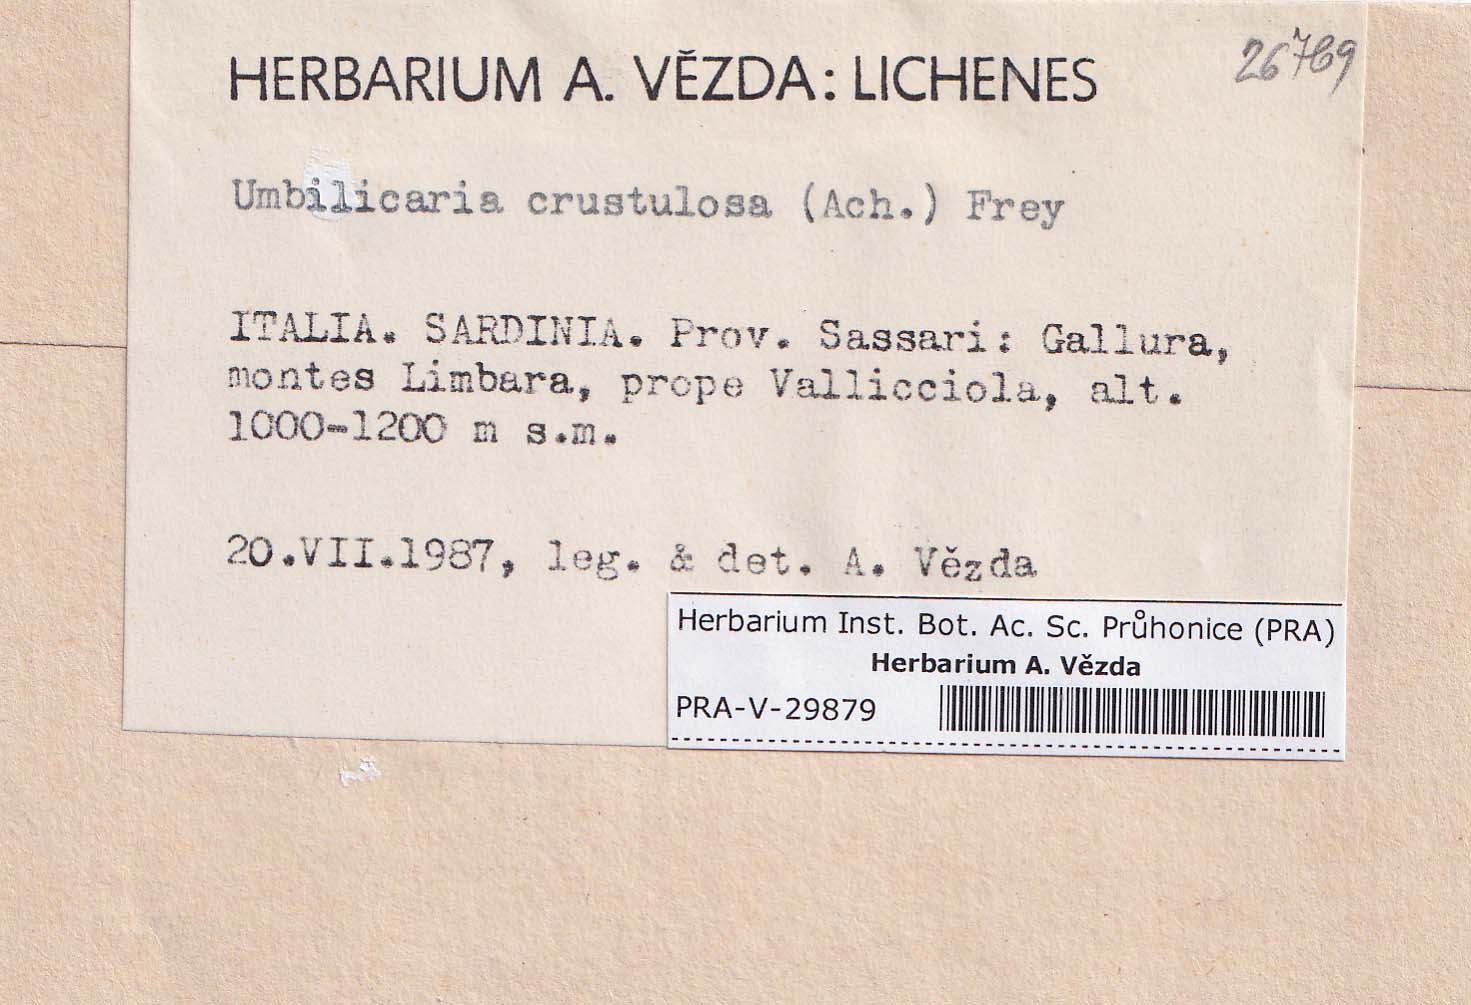 HERBARIUM A. VĚZDA: LICHENES
26769
Umbilicaria crustulosa (Ach.) Frey
ITALIA. SARDINIA. Prov. Sassari: Gallura,
montes Limbara, prope Vallicciola, alt.
1000-1200 m s.m.
20.VII.1987, leg. & det. A. Vězda
Herbarium Inst. Bot. Ac. Sc. Průhonice (PRA)
Herbarium A. Vězda
PRA-V-29879